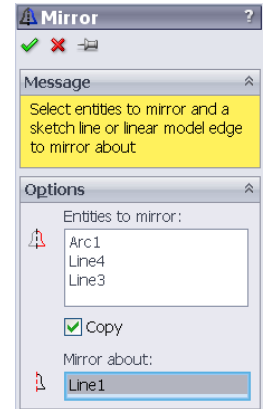 Mirror ?
Message
Select entities to mirror and a
sketch line or linear model edge
to mirror about
Options
Entities to mirror:
Arc1
Line4
Line3
Copy
Mirror about:
Line1